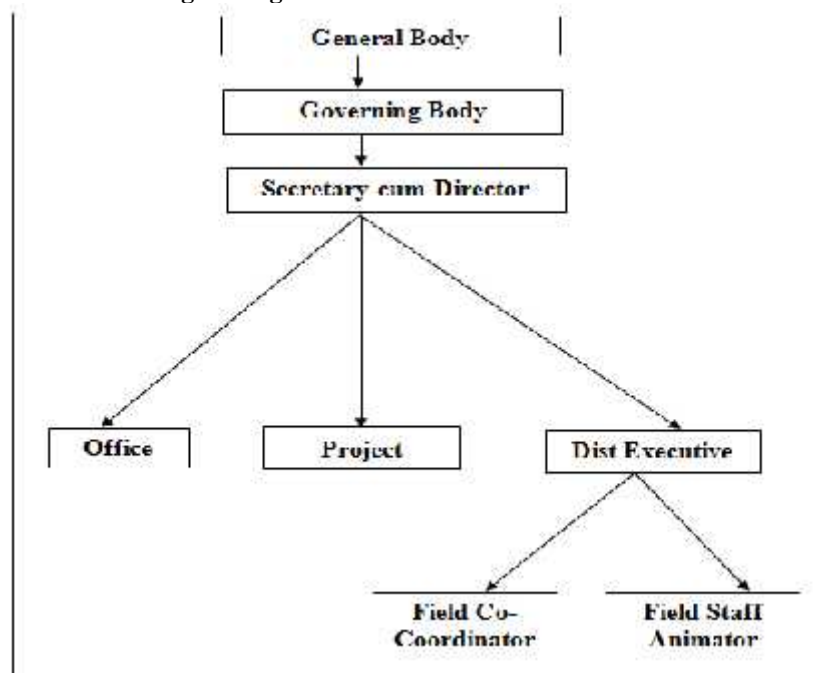 General Body
Governing Body
Secretary cum Director
Office
Project
Dist Executive
Field Co-
Coordinator
Field Staff
Animator